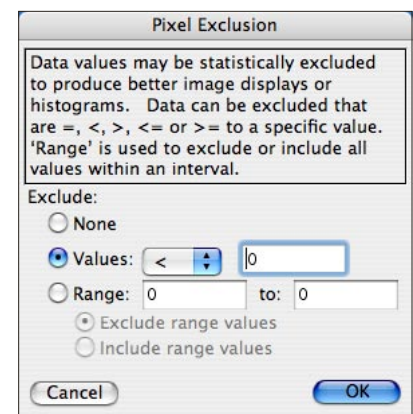 Pixel Exclusion
Data values may be statistically excluded
to produce better image displays or
histograms.   Data can be excluded that
are =, <, >, <= or >= to a specific value.
‘Range’ is used to exclude or include all
values within an interval.
Exclude:
None
Values: < 0
Range: 0 to: 0
Exclude range values
Include range values
Cancel OK